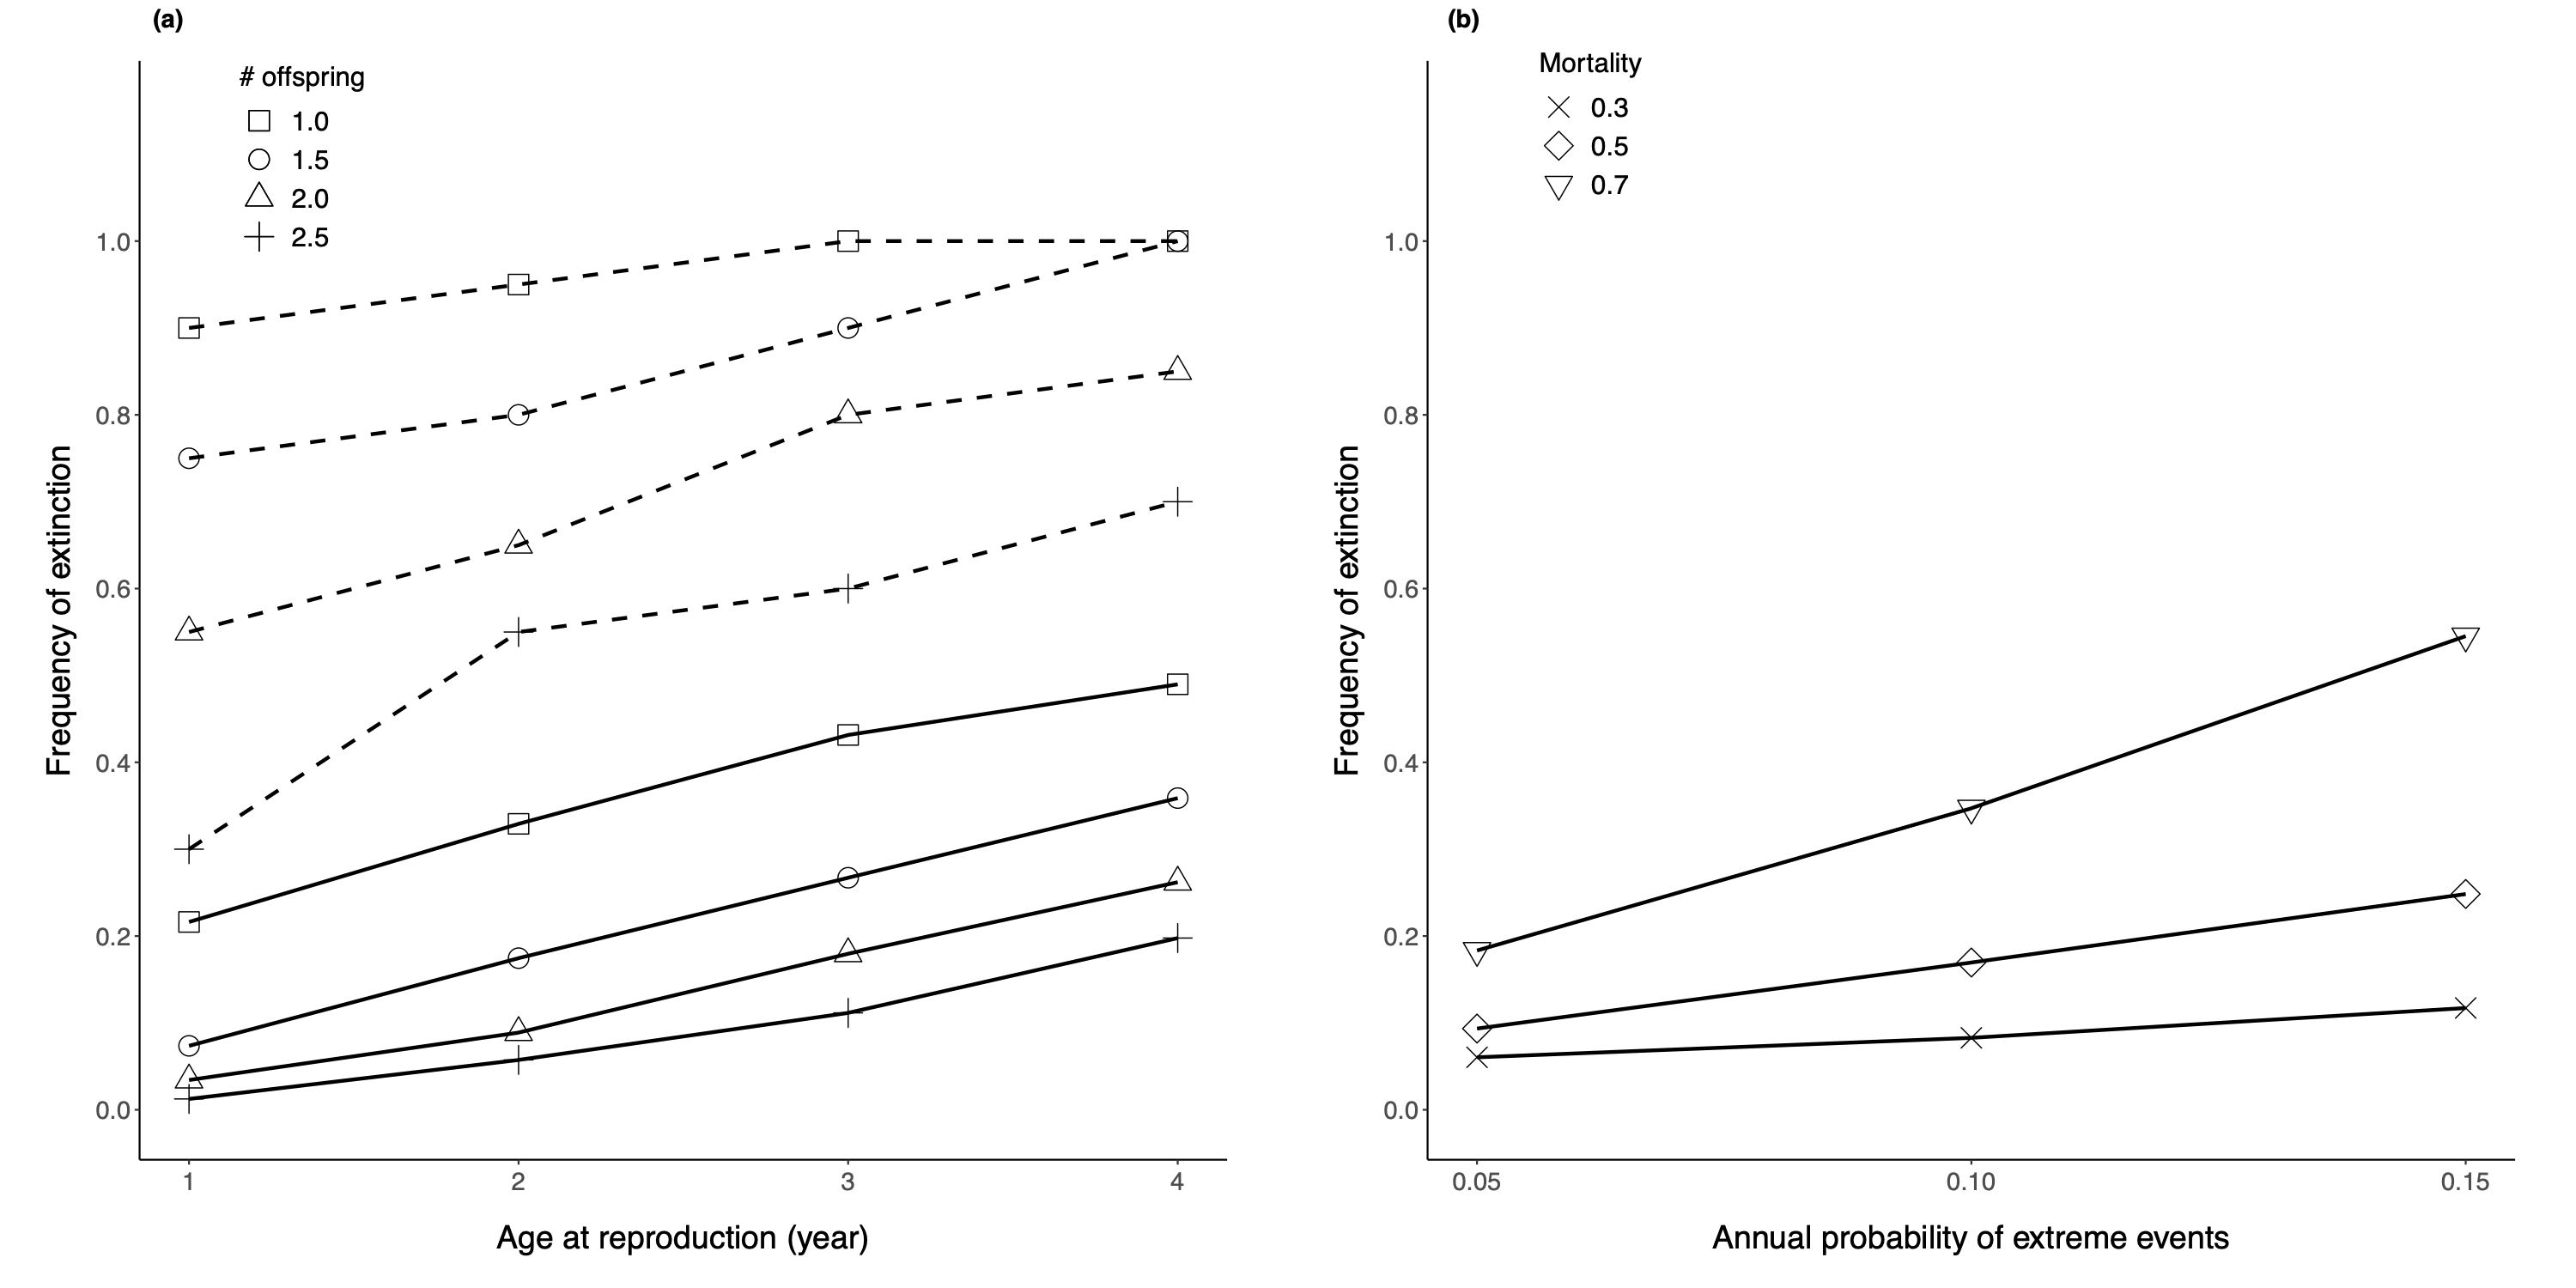 (a)
# offspring
1.0
1.5
2.0
2.5
1.0
0.8
0.6
0.4
0.2
0.0
Frequency of extinction
1 2 3 4
Age at reproduction (year)
(b)
Mortality
0.3
0.5
0.7
1.0
0.8
0.6
0.4
0.2
0.0
Frequency of extinction
0.05 0.10 0.15
Annual probability of extreme events